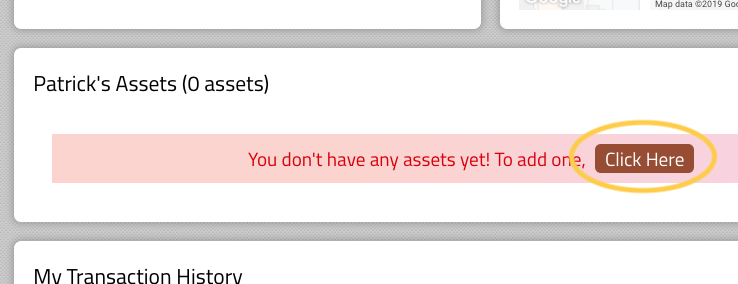 Google
Map data ©2019 Goo
Patrick's Assets (0 assets)
You don't have any assets yet! To add one, Click Here
My Transaction History